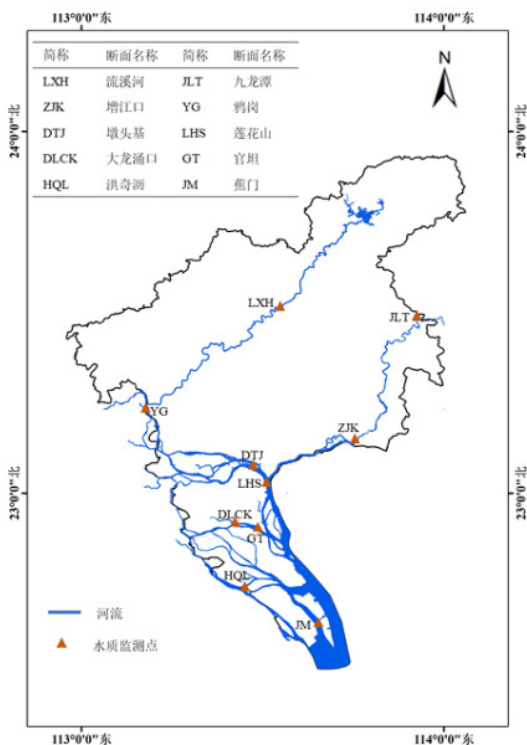 113°0'0"东 114°0'0"东
N
简称 断面名称 简称 断面名称
LXH 流溪河 JLT 九龙潭
ZJK 增江口 YG 鸦岗
DTJ 墩头基 LHS 莲花山
DLCK 大龙涌口 GT 官坦
HQL 洪奇沥 JM 蕉门
24°0'0"北 24°0'0"北
LXH
JLT
YG
ZJK
DTJ
LHS
23°0'0"北 23°0'0"北
DLCK
GT
HQL
JM
河流
水质监测点
113°0'0"东 114°0'0"东